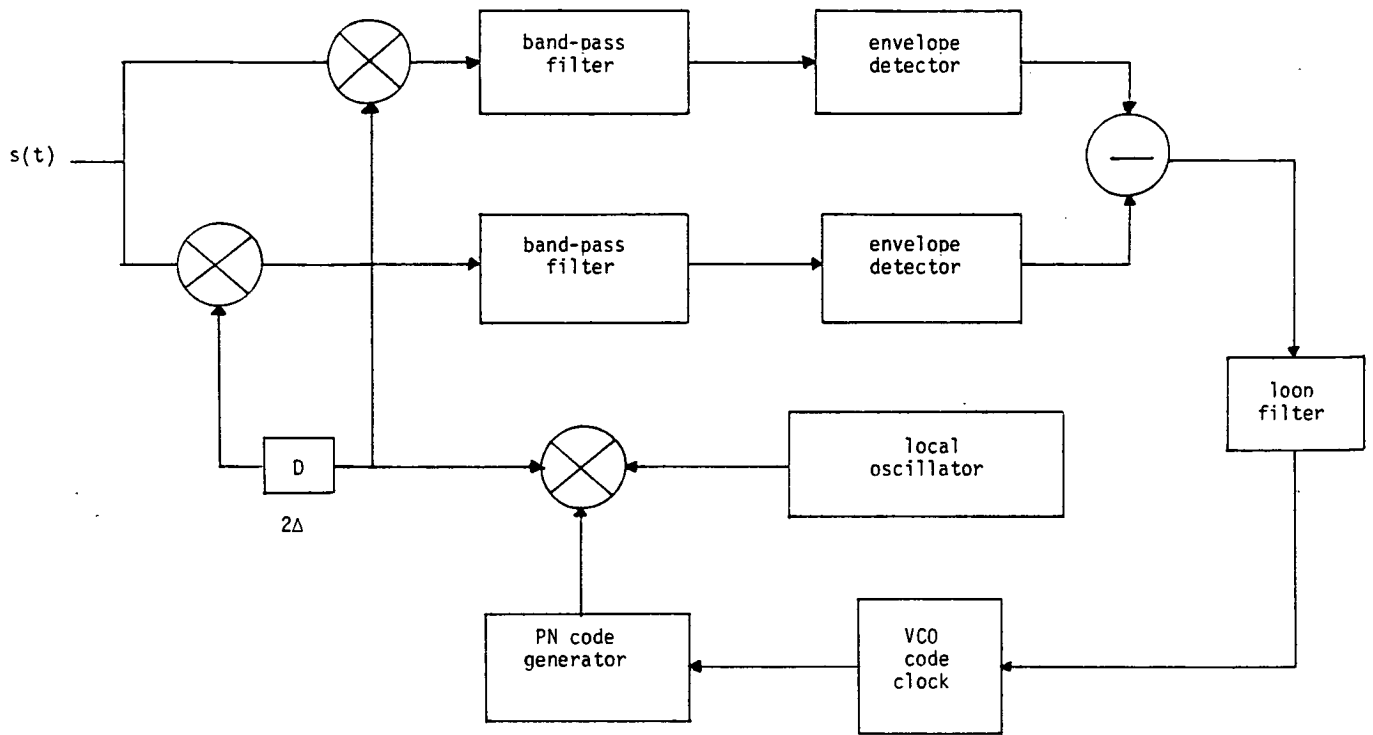 band-pass
filter
envelope
detector
s(t)
band-pass
filter
envelope
detector
loon
filter
local
oscillator
D
2Δ
PN code
generator
VCO
code
clock